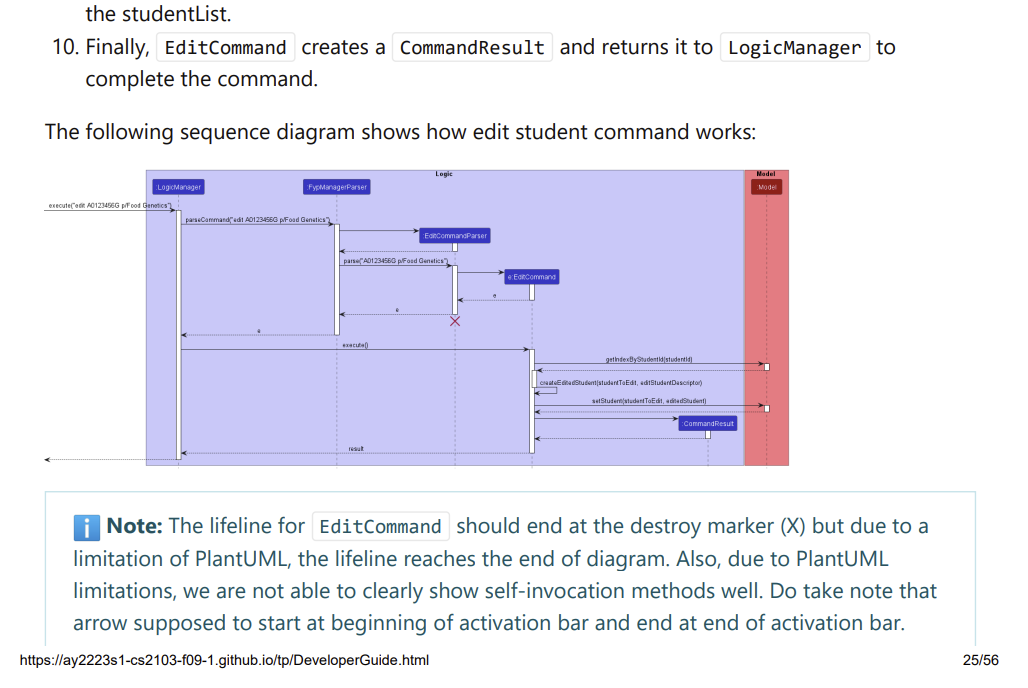 the studentList.
10. Finally, EditCommand creates a CommandResult and returns it to LogicManager to
complete the command.
The following sequence diagram shows how edit student command works:
Logic
Model
:LogicManager
:FypManagerParser
:Model
execute("edit A0123456G p/Food Genetics")
parseCommand("edit A0123456G p/Food Genetics")
:EditCommandParser
parse("A0123456G p/Food Genetics")
e:EditCommand
e
e
e
execute()
getIndexByStudentId(studentId)
createEditedStudent(studentToEdit, editStudentDescriptor)
setStudent(studentToEdit, editedStudent)
:CommandResult
result
i Note: The lifeline for EditCommand should end at the destroy marker (X) but due to a
limitation of PlantUML, the lifeline reaches the end of diagram. Also, due to PlantUML
limitations, we are not able to clearly show self-invocation methods well. Do take note that
arrow supposed to start at beginning of activation bar and end at end of activation bar.
https://ay2223s1-cs2103-f09-1.github.io/tp/DeveloperGuide.html
25/56